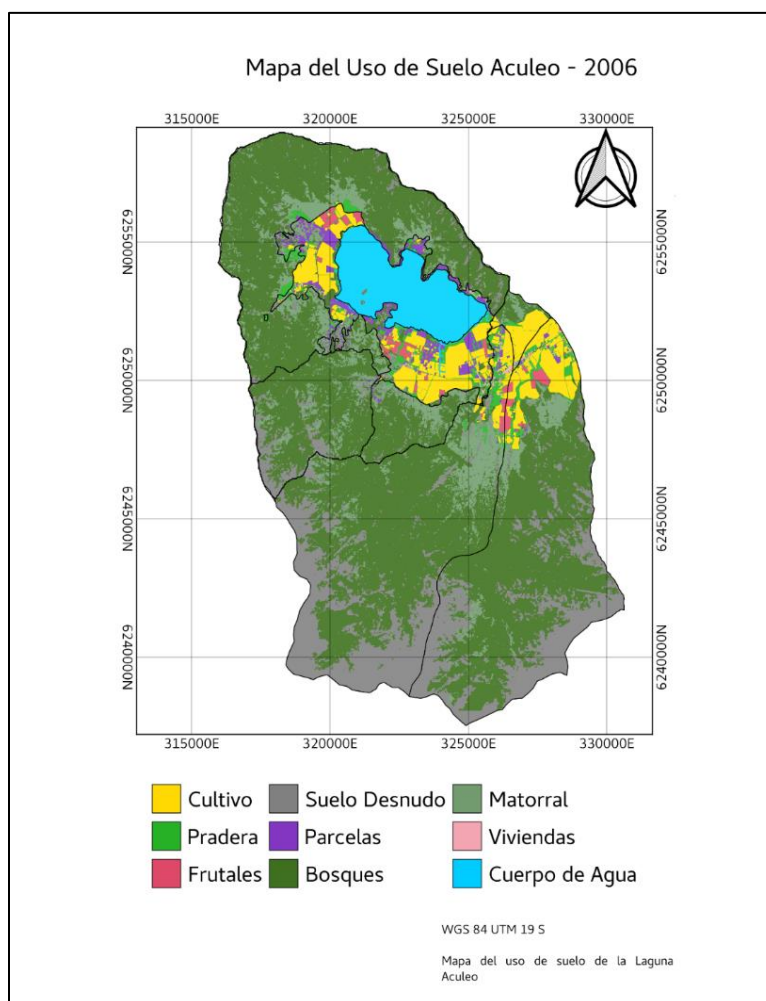 Mapa del Uso de Suelo Aculeo - 2006
315000E 320000E 325000E 330000E
6255000N 6255000N
6250000N 6250000N
6245000N 6245000N
6240000N 6240000N
315000E 320000E 325000E 330000E
Cultivo Suelo Desnudo Matorral
Pradera Parcelas Viviendas
Frutales Bosques Cuerpo de Agua
WGS 84 UTM 19 S
Mapa del uso de suelo de la Laguna
Aculeo